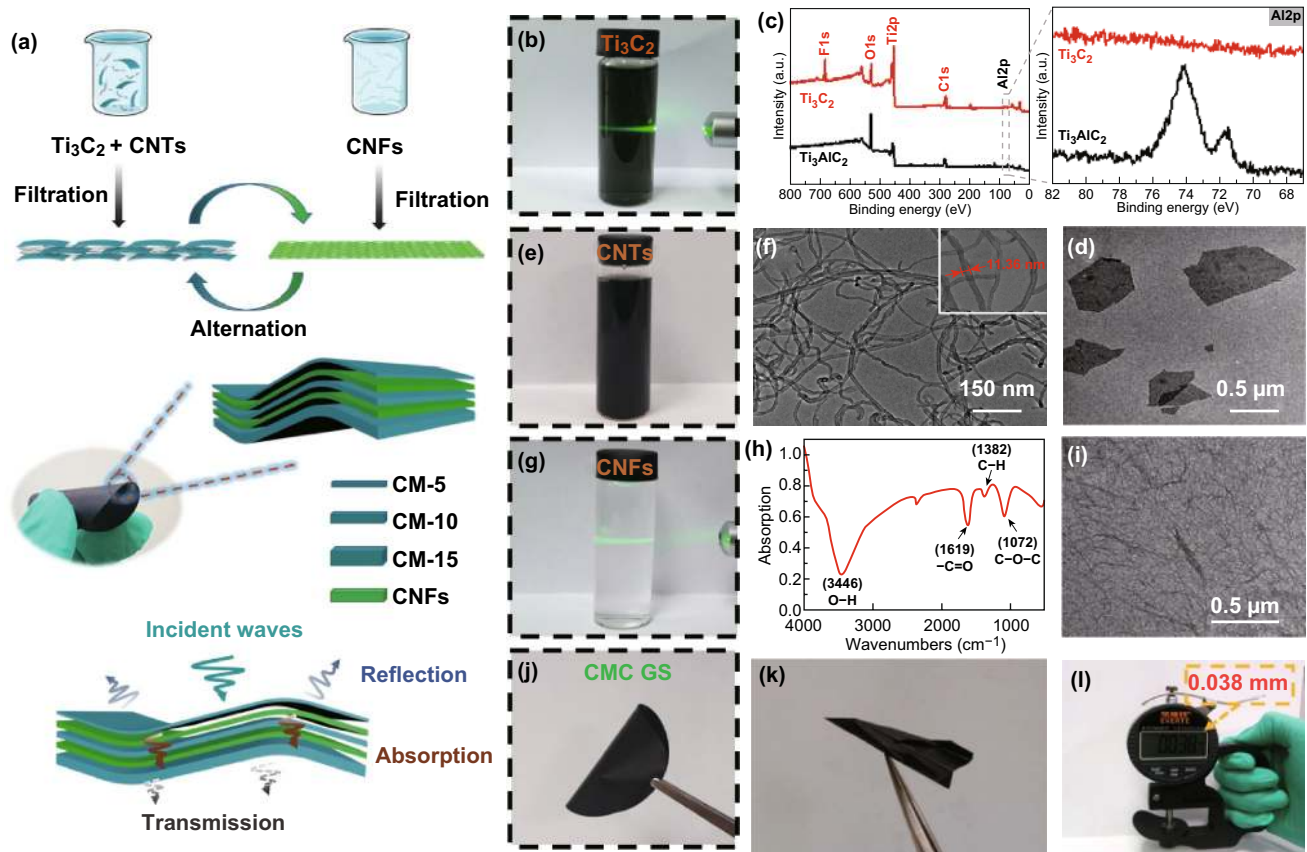 (a)
Ti₃C₂ + CNTs
CNFs
Filtration
Filtration
Alternation
CM-5
CM-10
CM-15
CNFs
Incident waves
Reflection
Absorption
Transmission
(b)
Ti₃C₂
(c)
Intensity (a.u.)
F1s
O1s
Ti2p
C1s
Al2p
Ti₃C₂
Ti₃AlC₂
800 700 600 500 400 300 200 100 0
Binding energy (eV)
Intensity (a.u.)
Al2p
Ti₃C₂
Ti₃AlC₂
82 80 78 76 74 72 70 68
Binding energy (eV)
(e)
CNTs
(f)
150 nm
(d)
0.5 µm
(g)
CNFs
(h)
Absorption
1.0
0.8
0.6
0.4
0.2
0.0
(3446)
O−H
(1619)
-C=O
(1382)
C−H
(1072)
C−O−C
4000 3000 2000 1000
Wavenumbers (cm⁻¹)
(i)
0.5 µm
(j)
CMC GS
(k)
(l)
0.038 mm